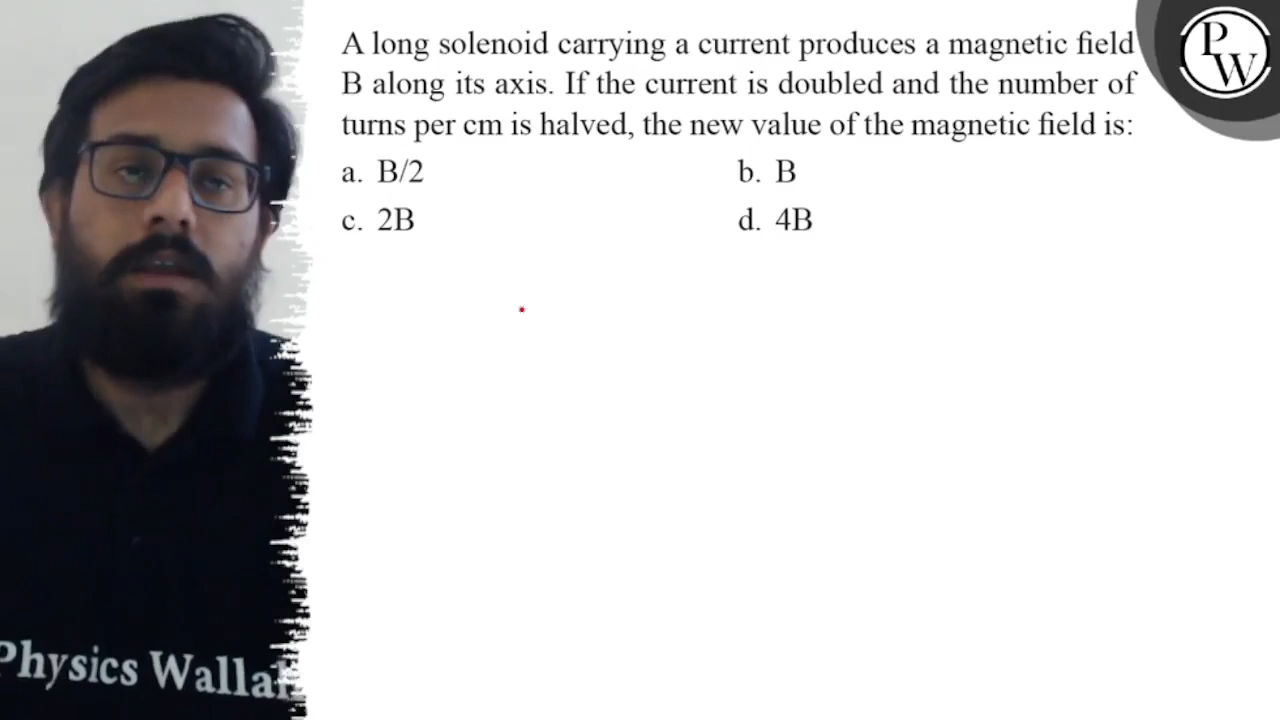 A long solenoid carrying a current produces a magnetic field
B along its axis. If the current is doubled and the number of
turns per cm is halved, the new value of the magnetic field is:
a. B/2 b. B
c. 2B d. 4B
P
W
Physics Walla